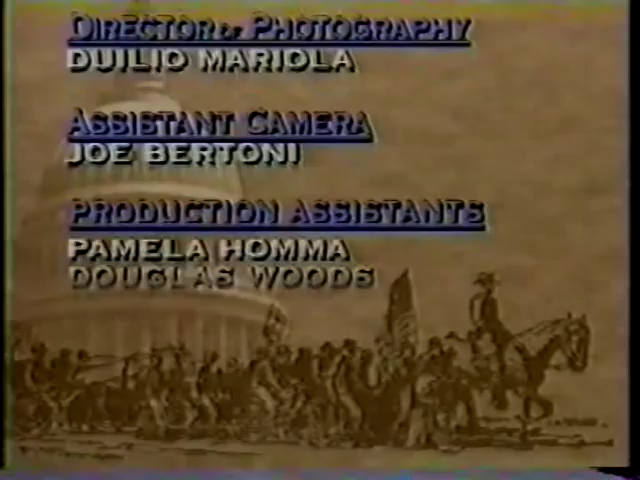 DIRECTOR OF PHOTOGRAPHY
DUILIO MARIOLA
ASSISTANT CAMERA
JOE BERTONI
PRODUCTION ASSISTANTS
PAMELA HOMMA
DOUGLAS WOODS